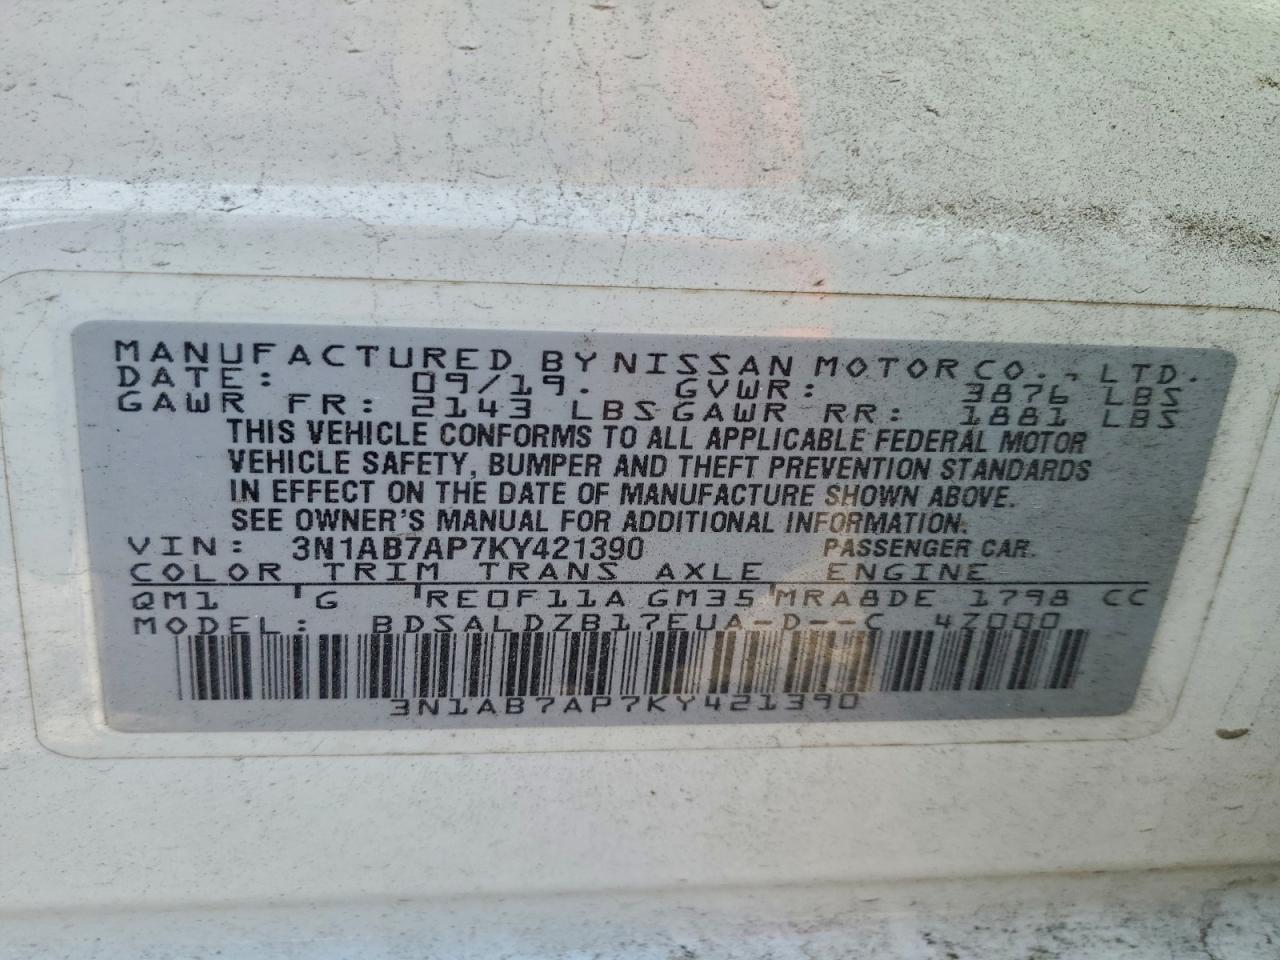 MANUFACTURED BY NISSAN MOTOR CO., LTD.
DATE: 09/19. GVWR: 3876 LBS
GAWR FR: 2143 LBS GAWR RR: 1881 LBS
THIS VEHICLE CONFORMS TO ALL APPLICABLE FEDERAL MOTOR
VEHICLE SAFETY, BUMPER AND THEFT PREVENTION STANDARDS
IN EFFECT ON THE DATE OF MANUFACTURE SHOWN ABOVE.
SEE OWNER'S MANUAL FOR ADDITIONAL INFORMATION.
VIN: 3N1AB7AP7KY421390 PASSENGER CAR.
COLOR TRIM TRANS AXLE ENGINE
QM1 G RE0F11A GM35 MRA8DE 1798 CC
MODEL: BDSALDZB17EUA-D--C 4Z000
3N1AB7AP7KY421390